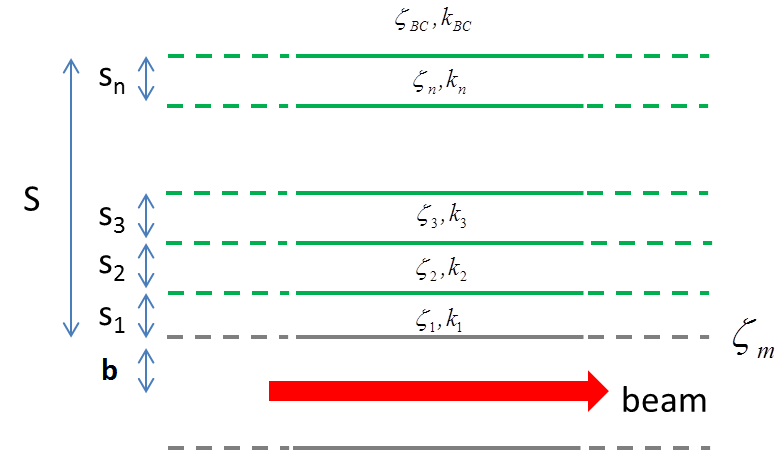 ζ_BC, k_BC
s_n
ζ_n, k_n
S
s_3
ζ_3, k_3
s_2
ζ_2, k_2
s_1
ζ_1, k_1
ζ_m
b
beam